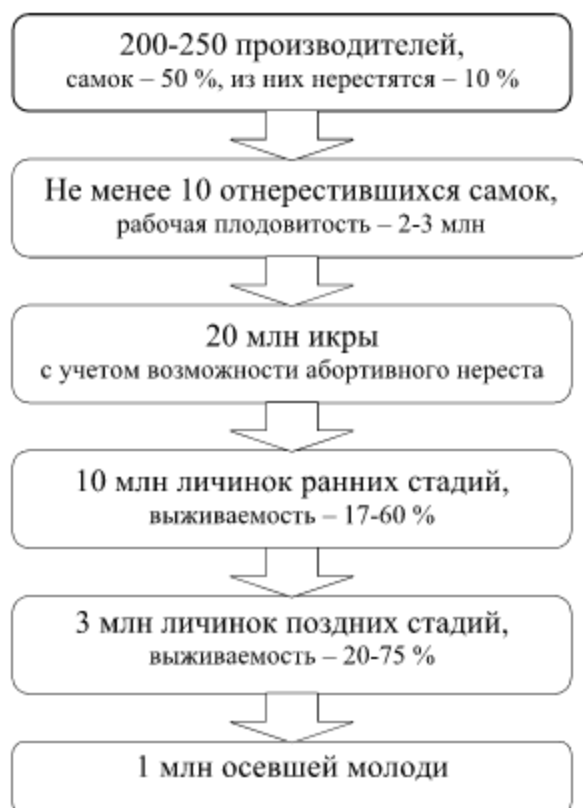 200-250 производителей,
самок – 50 %, из них нерестятся – 10 %
Не менее 10 отнерестившихся самок,
рабочая плодовитость – 2-3 млн
20 млн икры
с учетом возможности абортивного нереста
10 млн личинок ранних стадий,
выживаемость – 17-60 %
3 млн личинок поздних стадий,
выживаемость – 20-75 %
1 млн осевшей молоди